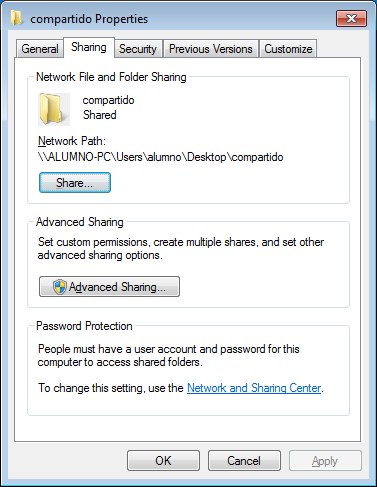 compartido Properties
General
Sharing
Security
Previous Versions
Customize
Network File and Folder Sharing
compartido
Shared
Network Path:
\\ALUMNO-PC\Users\alumno\Desktop\compartido
Share...
Advanced Sharing
Set custom permissions, create multiple shares, and set other
advanced sharing options.
Advanced Sharing...
Password Protection
People must have a user account and password for this
computer to access shared folders.
To change this setting, use the Network and Sharing Center.
OK
Cancel
Apply